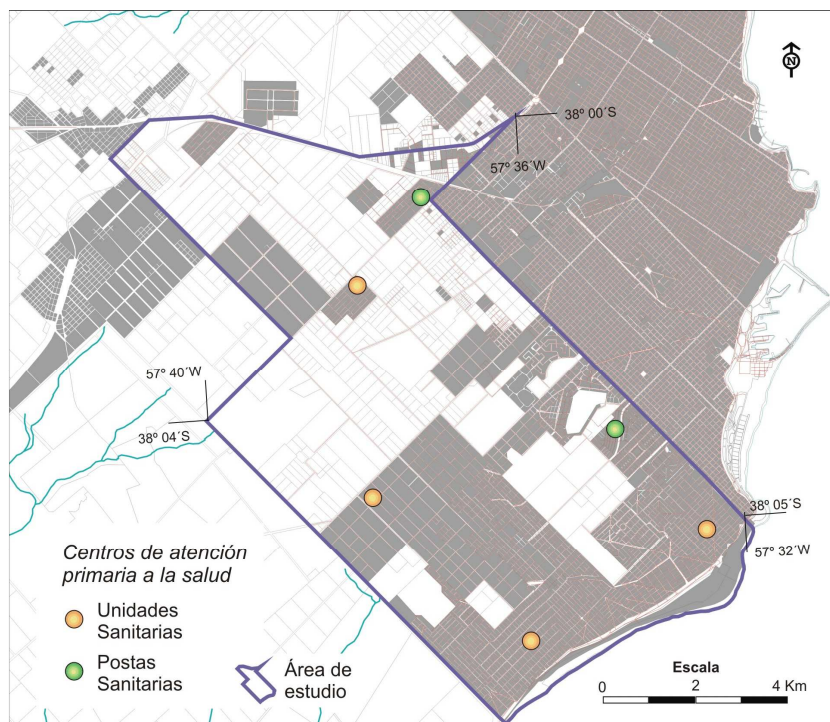 N
38º 00´S
57º 36´W
57º 40´W
38º 04´S
38º 05´S
57º 32´W
Centros de atención
primaria a la salud
Unidades
Sanitarias
Postas
Sanitarias
Área de
estudio
Escala
0 2 4 Km